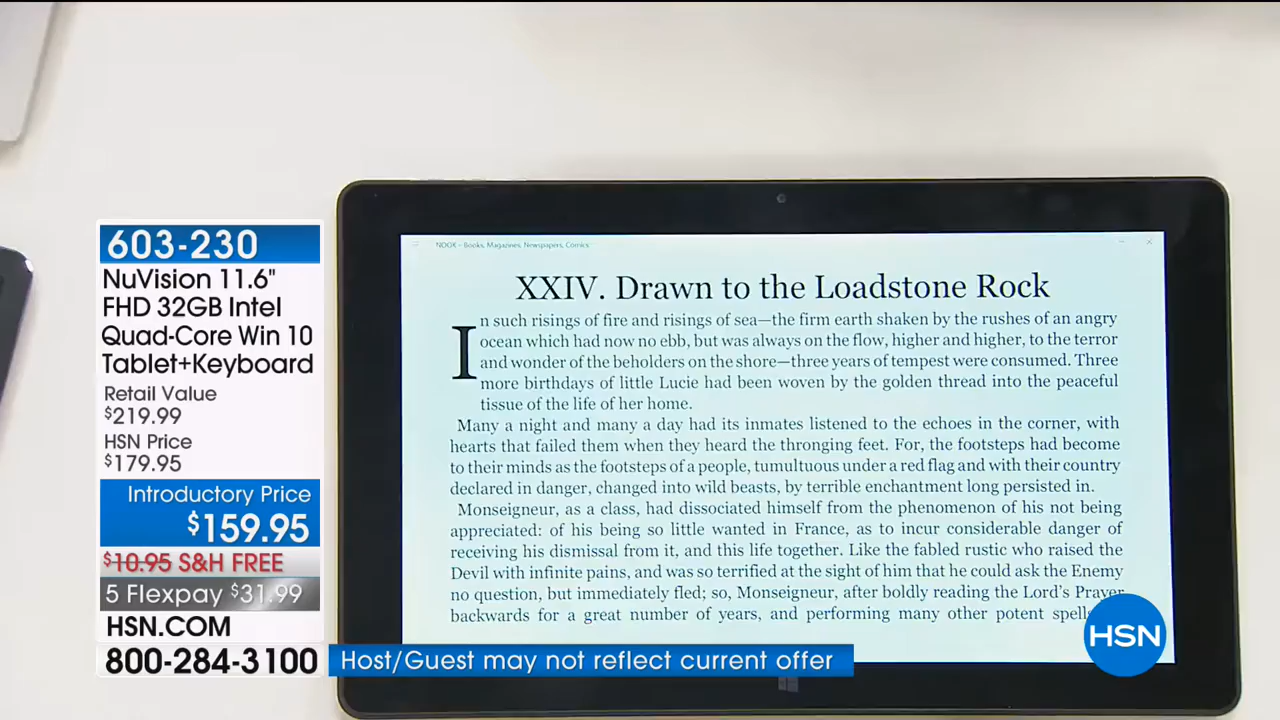 603-230
NuVision 11.6"
FHD 32GB Intel
Quad-Core Win 10
Tablet+Keyboard
Retail Value
$219.99
HSN Price
$179.95
Introductory Price
$159.95
$10.95 S&H FREE
5 Flexpay $31.99
HSN.COM
800-284-3100
Host/Guest may not reflect current offer
NOOK – Books, Magazines, Newspapers, Comics
XXIV. Drawn to the Loadstone Rock
In such risings of fire and risings of sea—the firm earth shaken by the rushes of an angry
ocean which had now no ebb, but was always on the flow, higher and higher, to the terror
and wonder of the beholders on the shore—three years of tempest were consumed. Three
more birthdays of little Lucie had been woven by the golden thread into the peaceful
tissue of the life of her home.
Many a night and many a day had its inmates listened to the echoes in the corner, with
hearts that failed them when they heard the thronging feet. For, the footsteps had become
to their minds as the footsteps of a people, tumultuous under a red flag and with their country
declared in danger, changed into wild beasts, by terrible enchantment long persisted in.
Monseigneur, as a class, had dissociated himself from the phenomenon of his not being
appreciated: of his being so little wanted in France, as to incur considerable danger of
receiving his dismissal from it, and this life together. Like the fabled rustic who raised the
Devil with infinite pains, and was so terrified at the sight of him that he could ask the Enemy
no question, but immediately fled; so, Monseigneur, after boldly reading the Lord's Prayer
backwards for a great number of years, and performing many other potent spells
HSN